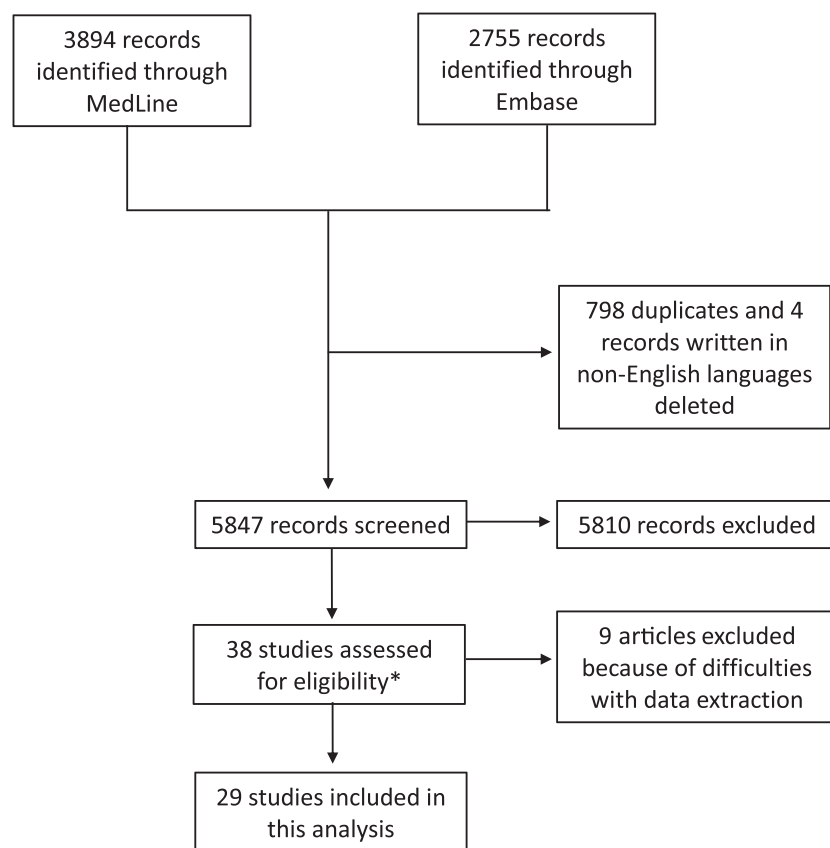 3894 records
identified through
MedLine
2755 records
identified through
Embase
798 duplicates and 4
records written in
non-English languages
deleted
5847 records screened
5810 records excluded
38 studies assessed
for eligibility*
9 articles excluded
because of difficulties
with data extraction
29 studies included in
this analysis